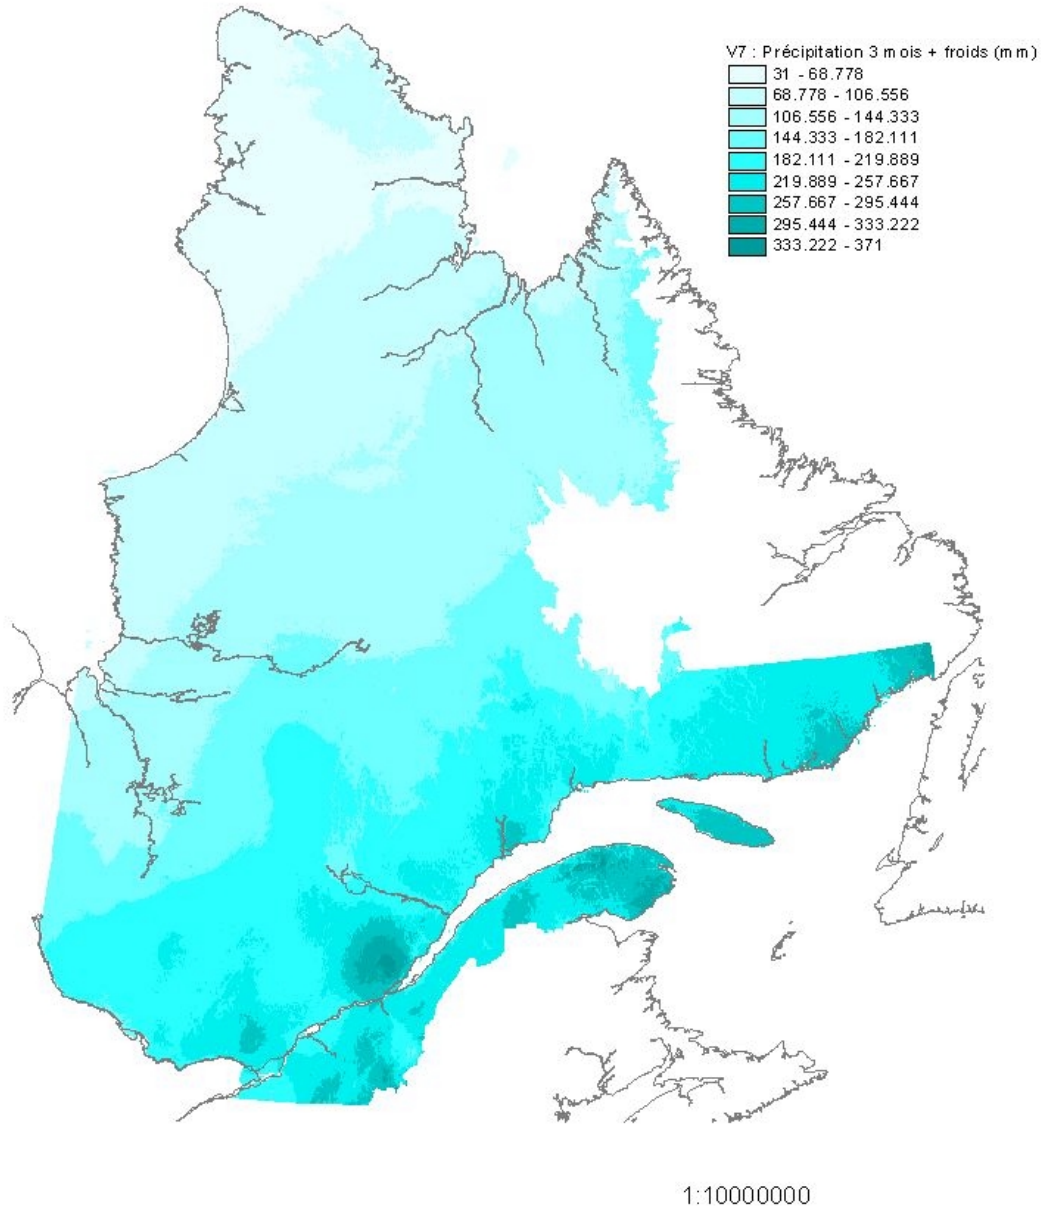 V7 : Précipitation 3 mois + froids (mm)
31 - 68.778
68.778 - 106.556
106.556 - 144.333
144.333 - 182.111
182.111 - 219.889
219.889 - 257.667
257.667 - 295.444
295.444 - 333.222
333.222 - 371
1:10000000